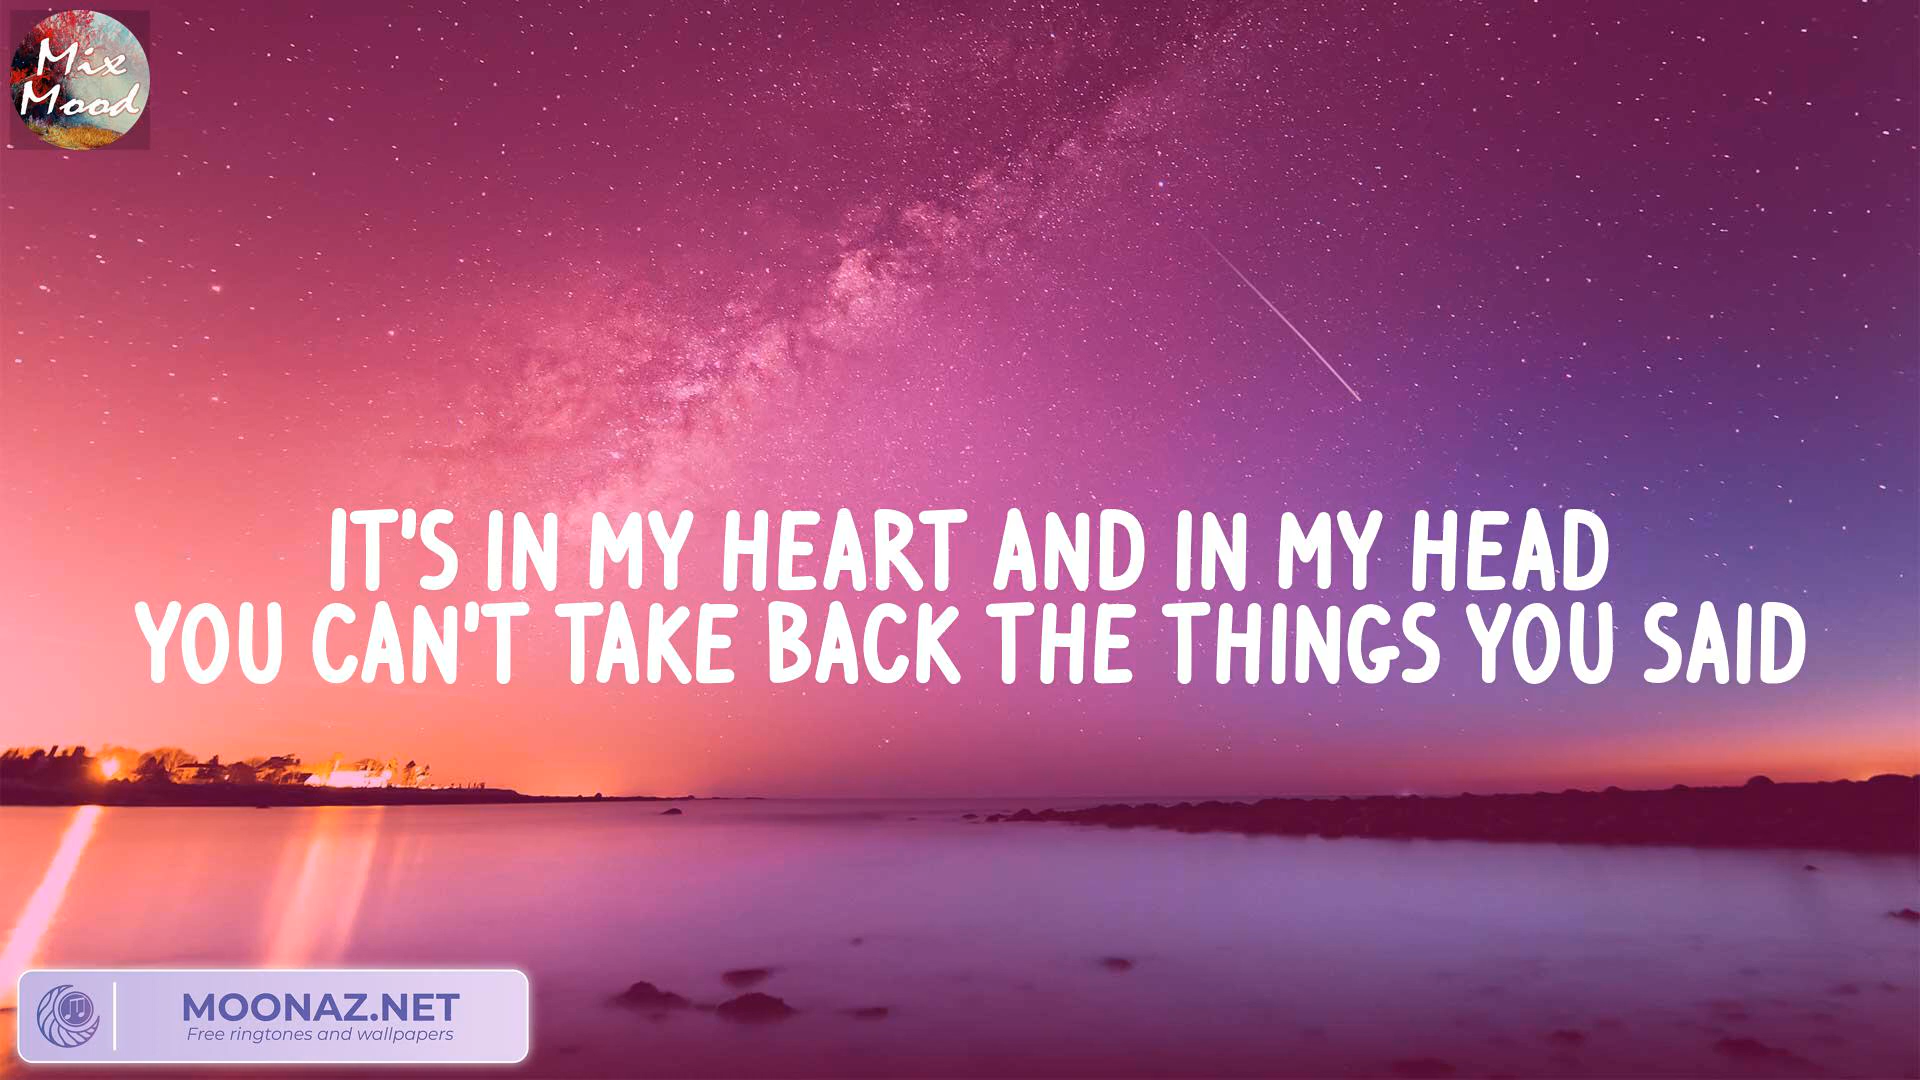 Mix
Mood
IT'S IN MY HEART AND IN MY HEAD
YOU CAN'T TAKE BACK THE THINGS YOU SAID
MOONAZ.NET
Free ringtones and wallpapers